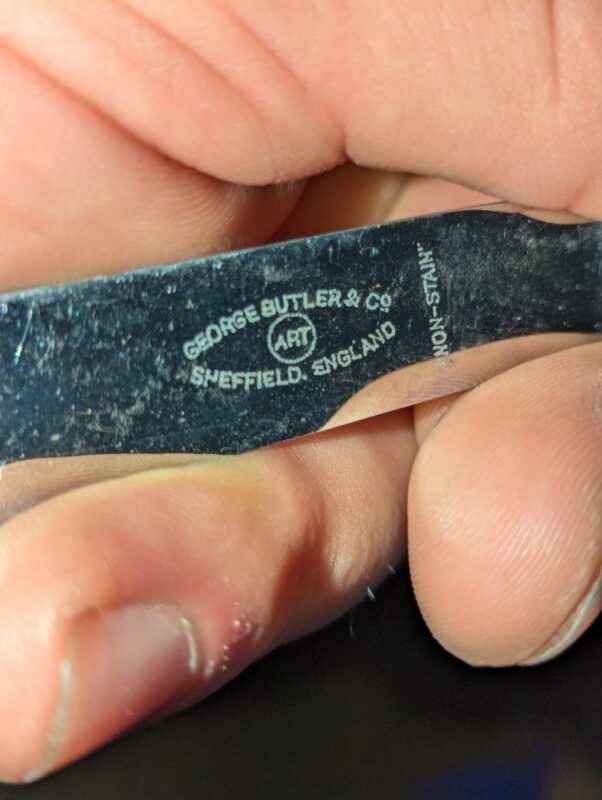 GEORGE BUTLER & Co
ART
SHEFFIELD. ENGLAND
"NON-STAIN"